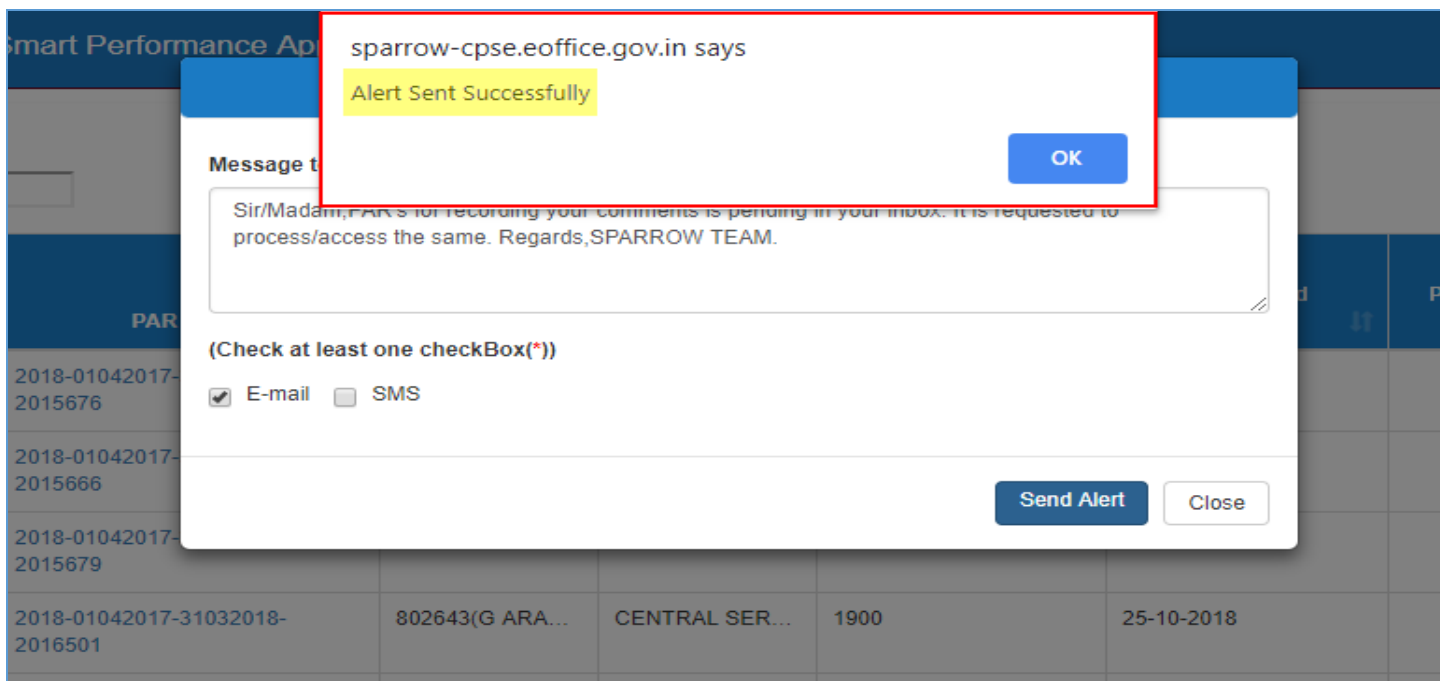 Smart Performance Ap
sparrow-cpse.eoffice.gov.in says
Alert Sent Successfully
OK
Message t
Sir/Madam,PAR's for recording your comments is pending in your inbox. It is requested to
process/access the same. Regards,SPARROW TEAM.
(Check at least one checkBox(*))
E-mail SMS
Send Alert Close
PAR
d
P
2018-01042017-
2015676
2018-01042017-
2015666
2018-01042017-
2015679
2018-01042017-31032018-
2016501
802643(G ARA... CENTRAL SER... 1900 25-10-2018